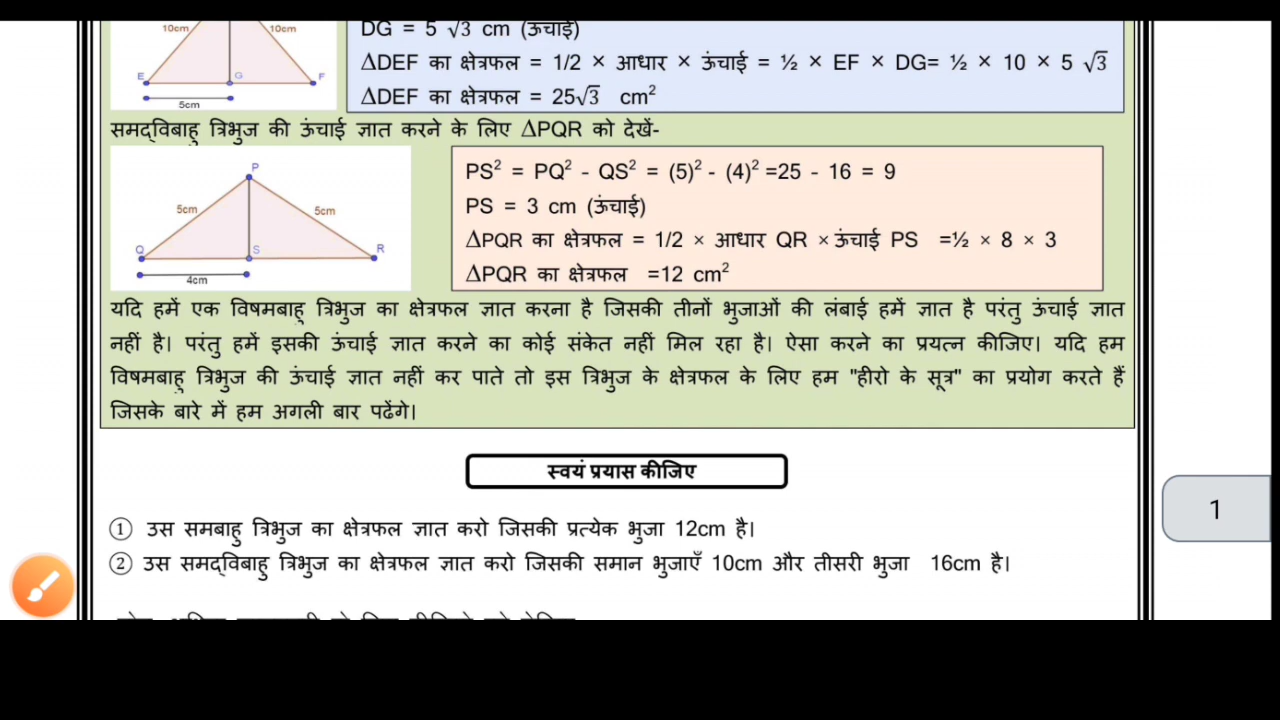 10cm 10cm
E G F
5cm
DG = 5 √3 cm (ऊंचाई)
ΔDEF का क्षेत्रफल = 1/2 × आधार × ऊंचाई = ½ × EF × DG= ½ × 10 × 5 √3
ΔDEF का क्षेत्रफल = 25√3 cm²
समद्विबाहु त्रिभुज की ऊंचाई ज्ञात करने के लिए ΔPQR को देखें-
P
5cm 5cm
Q S R
4cm
PS² = PQ² - QS² = (5)² - (4)² =25 - 16 = 9
PS = 3 cm (ऊंचाई)
ΔPQR का क्षेत्रफल = 1/2 × आधार QR ×ऊंचाई PS =½ × 8 × 3
ΔPQR का क्षेत्रफल =12 cm²
यदि हमें एक विषमबाहु त्रिभुज का क्षेत्रफल ज्ञात करना है जिसकी तीनों भुजाओं की लंबाई हमें ज्ञात है परंतु ऊंचाई ज्ञात
नहीं है। परंतु हमें इसकी ऊंचाई ज्ञात करने का कोई संकेत नहीं मिल रहा है। ऐसा करने का प्रयत्न कीजिए। यदि हम
विषमबाहु त्रिभुज की ऊंचाई ज्ञात नहीं कर पाते तो इस त्रिभुज के क्षेत्रफल के लिए हम "हीरो के सूत्र" का प्रयोग करते हैं
जिसके बारे में हम अगली बार पढेंगे।
स्वयं प्रयास कीजिए
① उस समबाहु त्रिभुज का क्षेत्रफल ज्ञात करो जिसकी प्रत्येक भुजा 12cm है।
② उस समद्विबाहु त्रिभुज का क्षेत्रफल ज्ञात करो जिसकी समान भुजाएँ 10cm और तीसरी भुजा 16cm है।
1